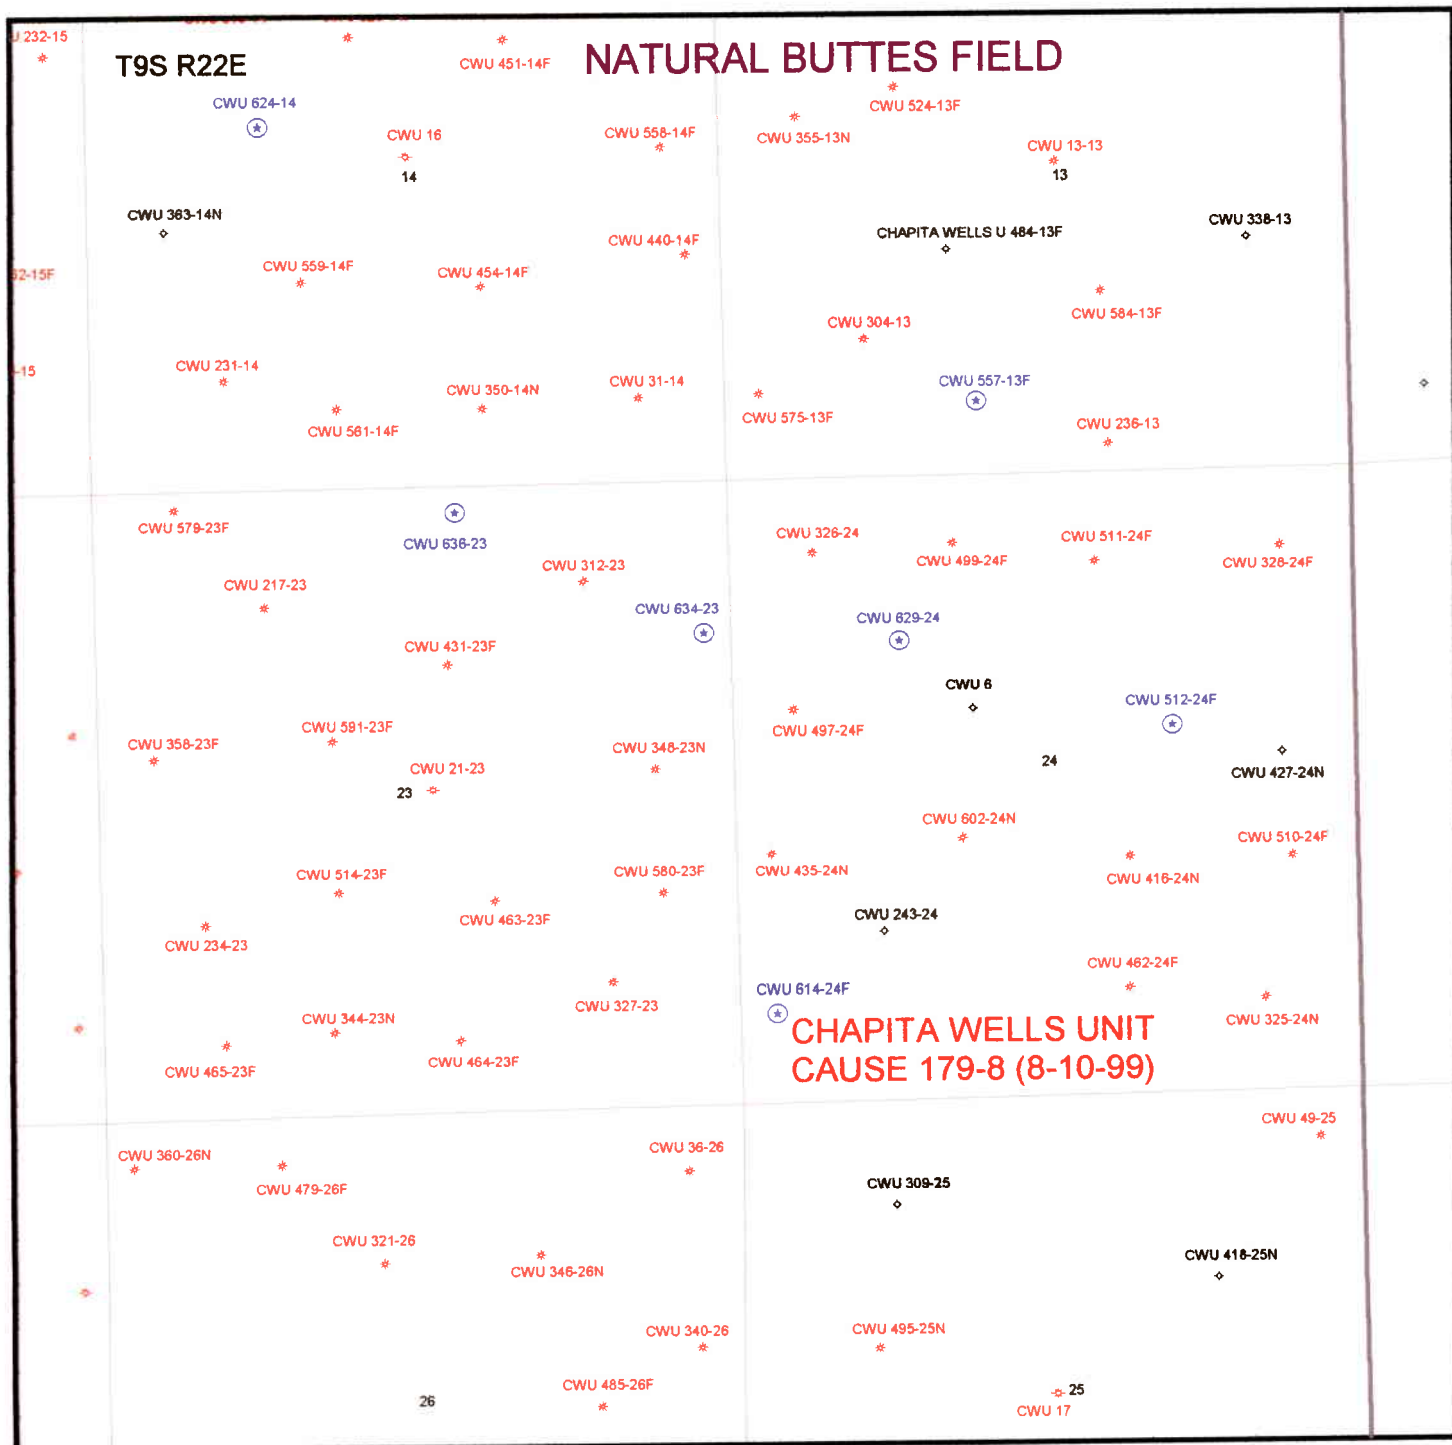 J 232-15
T9S R22E
CWU 451-14F
NATURAL BUTTES FIELD
CWU 624-14
CWU 16
14
CWU 558-14F
CWU 524-13F
CWU 355-13N
CWU 13-13
13
CWU 363-14N
CWU 440-14F
CHAPITA WELLS U 484-13F
CWU 338-13
62-15F
CWU 559-14F
CWU 454-14F
CWU 304-13
CWU 584-13F
-15
CWU 231-14
CWU 350-14N
CWU 31-14
CWU 561-14F
CWU 557-13F
CWU 575-13F
CWU 236-13
CWU 579-23F
CWU 636-23
CWU 326-24
CWU 499-24F
CWU 511-24F
CWU 328-24F
CWU 217-23
CWU 312-23
CWU 634-23
CWU 629-24
CWU 431-23F
CWU 6
CWU 512-24F
CWU 358-23F
CWU 591-23F
CWU 348-23N
CWU 497-24F
24
CWU 427-24N
CWU 21-23
23
CWU 602-24N
CWU 510-24F
CWU 514-23F
CWU 580-23F
CWU 435-24N
CWU 416-24N
CWU 463-23F
CWU 243-24
CWU 234-23
CWU 462-24F
CWU 327-23
CWU 614-24F
CWU 344-23N
CWU 325-24N
CWU 465-23F
CWU 464-23F
CHAPITA WELLS UNIT
CAUSE 179-8 (8-10-99)
CWU 49-25
CWU 360-26N
CWU 36-26
CWU 479-26F
CWU 309-25
CWU 321-26
CWU 346-26N
CWU 418-25N
CWU 340-26
CWU 495-25N
CWU 485-26F
26
25
CWU 17